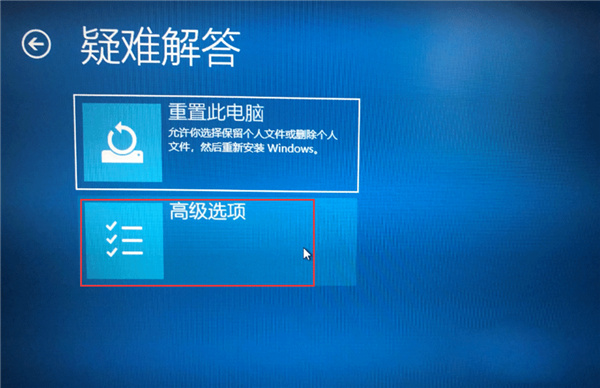 疑难解答
重置此电脑
允许你选择保留个人文件或删除个人
文件，然后重新安装 Windows。
高级选项